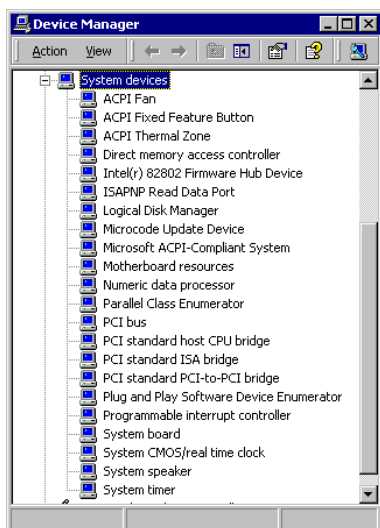 Device Manager
Action View
System devices
ACPI Fan
ACPI Fixed Feature Button
ACPI Thermal Zone
Direct memory access controller
Intel(r) 82802 Firmware Hub Device
ISAPNP Read Data Port
Logical Disk Manager
Microcode Update Device
Microsoft ACPI-Compliant System
Motherboard resources
Numeric data processor
Parallel Class Enumerator
PCI bus
PCI standard host CPU bridge
PCI standard ISA bridge
PCI standard PCI-to-PCI bridge
Plug and Play Software Device Enumerator
Programmable interrupt controller
System board
System CMOS/real time clock
System speaker
System timer